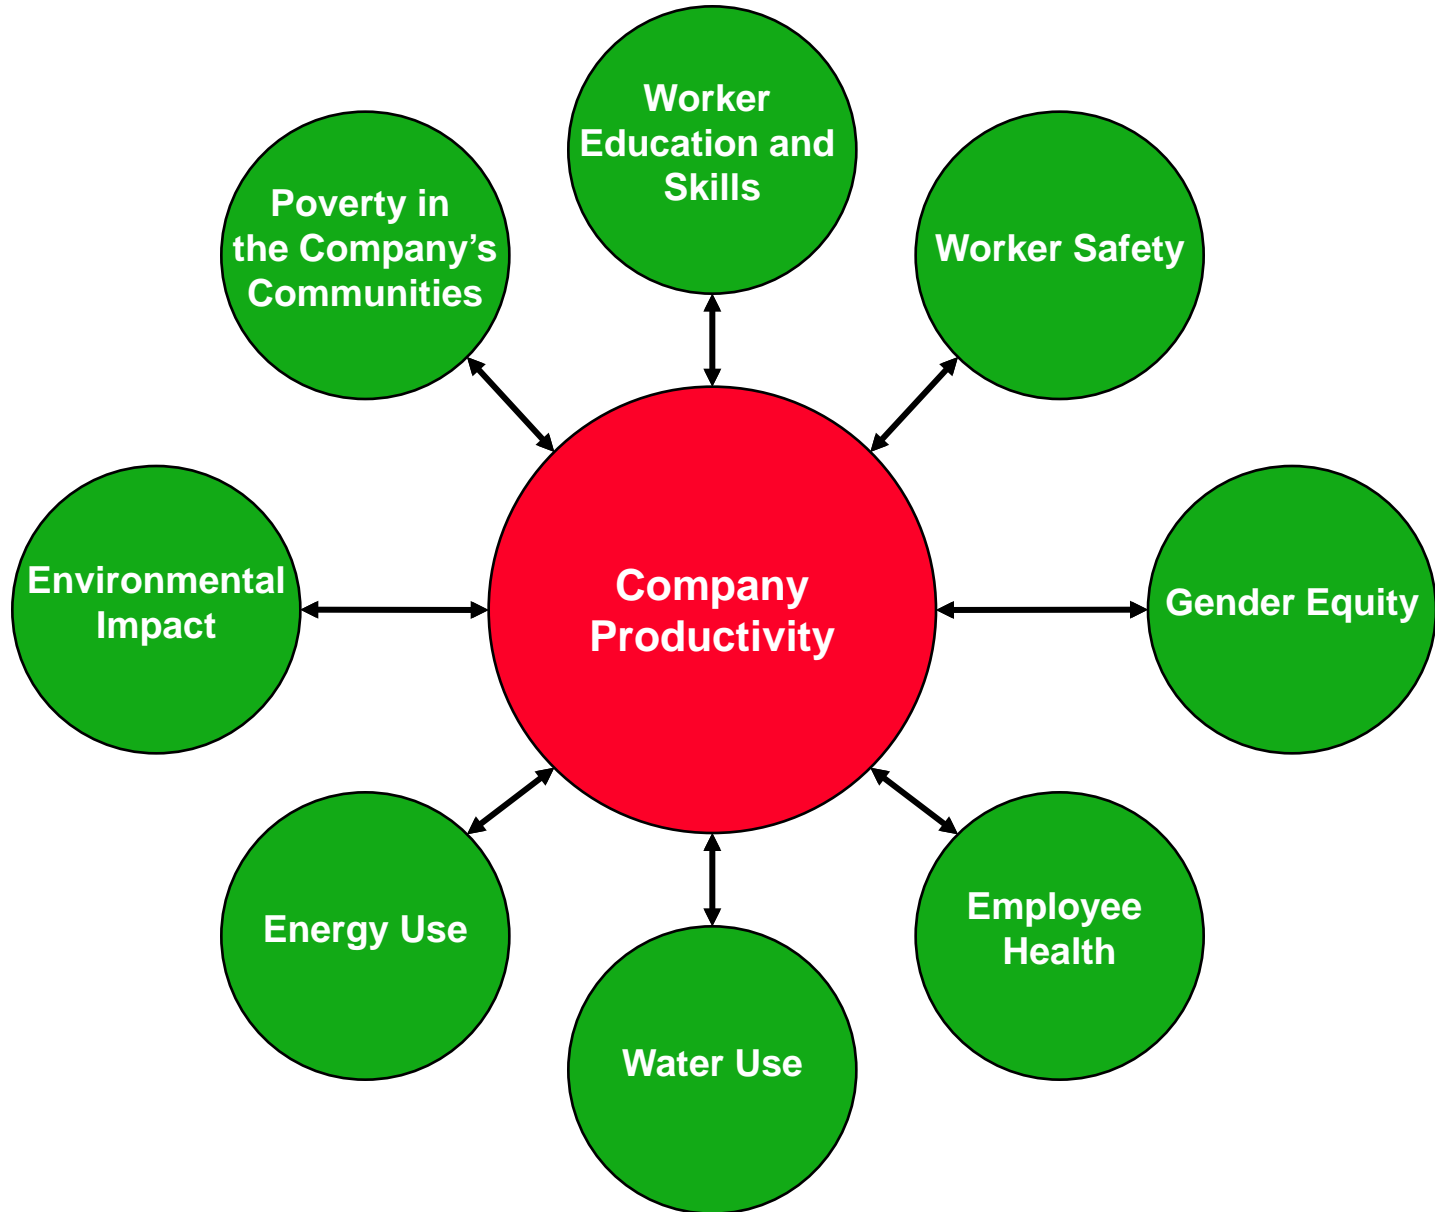 Worker
Education and
Skills
Poverty in
the Company’s
Communities
Worker Safety
Environmental
Impact
Company
Productivity
Gender Equity
Energy Use
Employee
Health
Water Use